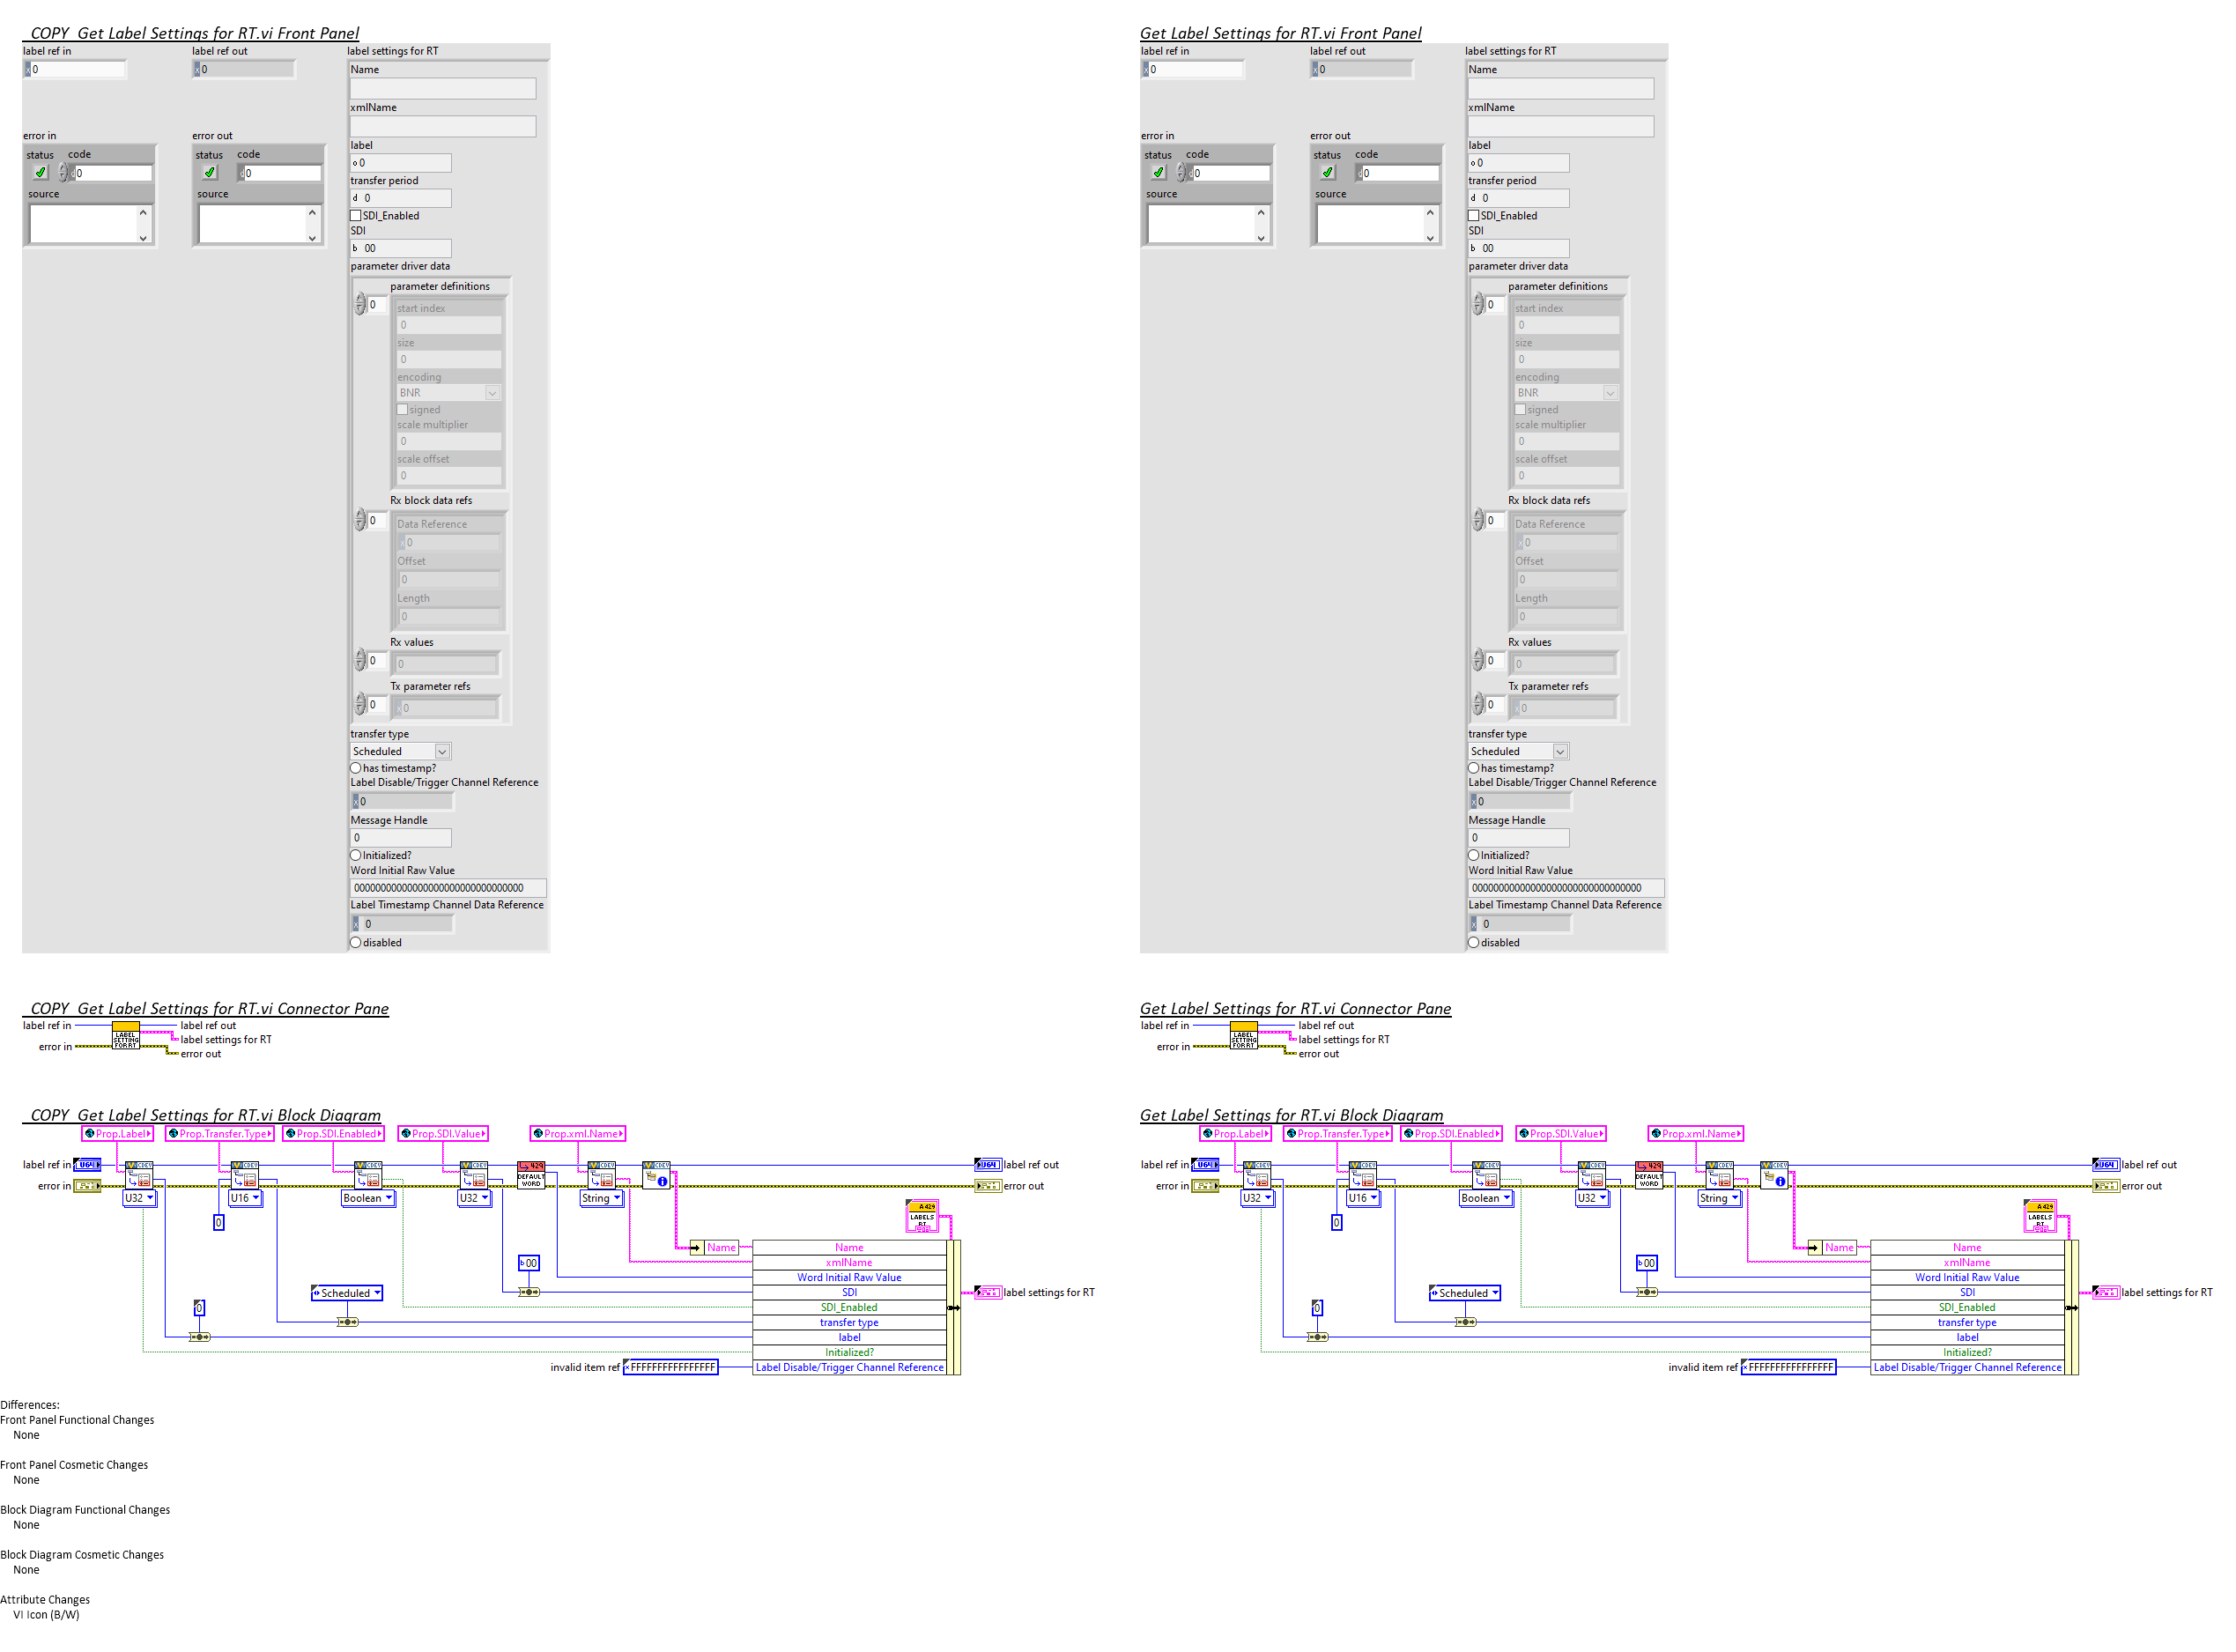 COPY  Get Label Settings for RT.vi Front Panel
label ref in
label ref out
label settings for RT
x 0
x 0
Name
xmlName
error in
error out
label
status code
status code
o 0
d 0
d 0
source
source
transfer period
d 0
SDI_Enabled
SDI
b 00
parameter driver data
parameter definitions
0
start index
0
size
0
encoding
BNR
signed
scale multiplier
0
scale offset
0
Rx block data refs
0
Data Reference
x 0
Offset
0
Length
0
Rx values
0
0
Tx parameter refs
0
x 0
transfer type
Scheduled
has timestamp?
Label Disable/Trigger Channel Reference
x 0
Message Handle
0
Initialized?
Word Initial Raw Value
00000000000000000000000000000000
Label Timestamp Channel Data Reference
x 0
disabled
Get Label Settings for RT.vi Front Panel
label ref in
label ref out
label settings for RT
x 0
x 0
Name
xmlName
error in
error out
label
status code
status code
o 0
d 0
d 0
source
source
transfer period
d 0
SDI_Enabled
SDI
b 00
parameter driver data
parameter definitions
0
start index
0
size
0
encoding
BNR
signed
scale multiplier
0
scale offset
0
Rx block data refs
0
Data Reference
x 0
Offset
0
Length
0
Rx values
0
0
Tx parameter refs
0
x 0
transfer type
Scheduled
has timestamp?
Label Disable/Trigger Channel Reference
x 0
Message Handle
0
Initialized?
Word Initial Raw Value
00000000000000000000000000000000
Label Timestamp Channel Data Reference
x 0
disabled
COPY  Get Label Settings for RT.vi Connector Pane
label ref in
label ref out
LABEL
SETTING
FOR RT
label settings for RT
error in
error out
Get Label Settings for RT.vi Connector Pane
label ref in
label ref out
LABEL
SETTING
FOR RT
label settings for RT
error in
error out
COPY  Get Label Settings for RT.vi Block Diagram
Prop.Label Prop.Transfer.Type Prop.SDI.Enabled Prop.SDI.Value Prop.xml.Name
label ref in U64
CDEV CDEV CDEV CDEV 429 CDEV CDEV
U64 label ref out
DEFAULT
WORD
error in
error out
U32 U16 Boolean U32 String
0
A429
LABELS
RT
Name
Name
xmlName
b 00
Word Initial Raw Value
Scheduled
SDI
label settings for RT
0
SDI_Enabled
transfer type
label
Initialized?
invalid item ref
x FFFFFFFFFFFFFFFF
Label Disable/Trigger Channel Reference
Get Label Settings for RT.vi Block Diagram
Prop.Label Prop.Transfer.Type Prop.SDI.Enabled Prop.SDI.Value Prop.xml.Name
label ref in U64
CDEV CDEV CDEV CDEV 429 CDEV CDEV
U64 label ref out
DEFAULT
WORD
error in
error out
U32 U16 Boolean U32 String
0
A429
LABELS
RT
Name
Name
xmlName
b 00
Word Initial Raw Value
Scheduled
SDI
label settings for RT
0
SDI_Enabled
transfer type
label
Initialized?
invalid item ref
x FFFFFFFFFFFFFFFF
Label Disable/Trigger Channel Reference
Differences:
Front Panel Functional Changes
None
Front Panel Cosmetic Changes
None
Block Diagram Functional Changes
None
Block Diagram Cosmetic Changes
None
Attribute Changes
VI Icon (B/W)